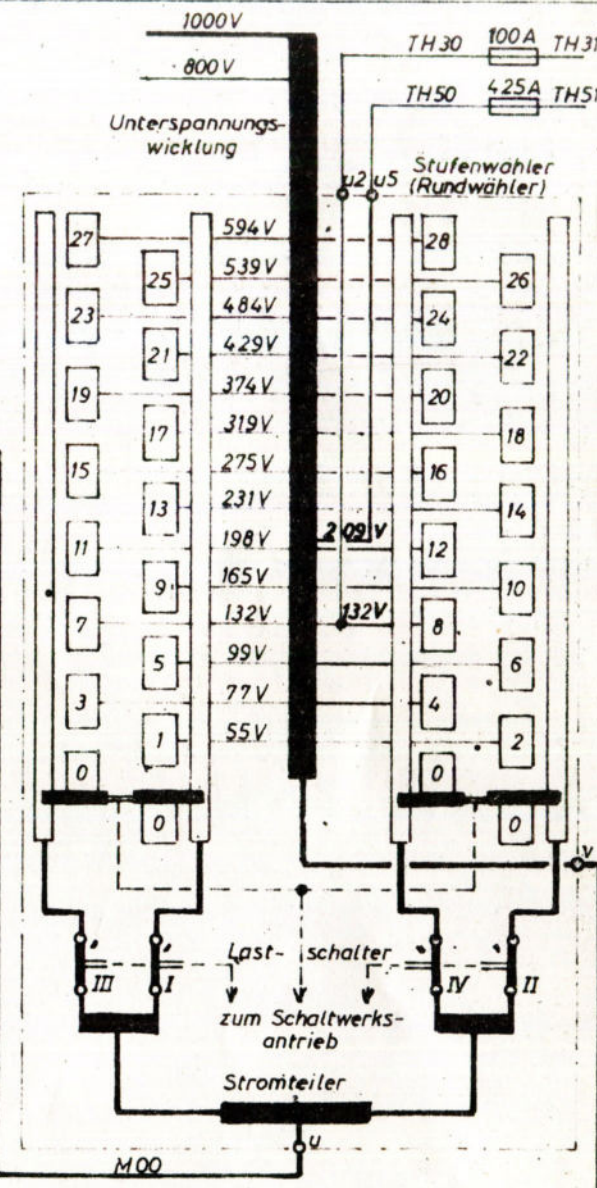 1000V
800V
TH30 100A TH31
TH50 425A TH51
Unterspannungs-
wicklung
Stufenwähler
(Rundwähler)
u2 u5
27 594V 28
25 539V 26
23 484V 24
21 429V 22
19 374V 20
17 319V 18
15 275V 16
13 231V 14
209V
11 198V 12
9 165V 10
7 132V 132V 8
5 99V 6
3 77V 4
1 55V 2
0 0
0 0
v
Last- schalter
III I IV II
zum Schaltwerks-
antrieb
Stromteiler
u
M00